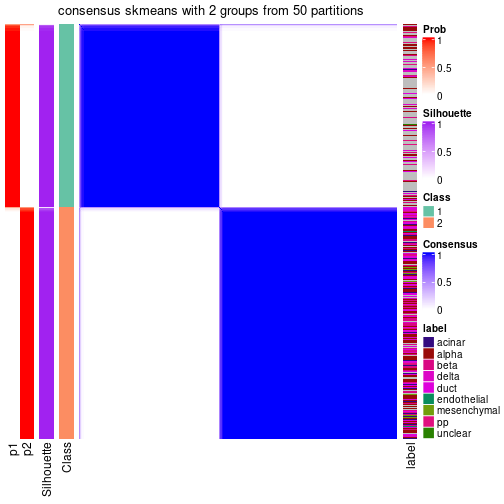 consensus skmeans with 2 groups from 50 partitions
Prob
1
0.5
0
Silhouette
1
0.5
0
Class
1
2
Consensus
1
0.5
0
label
acinar
alpha
beta
delta
duct
endothelial
mesenchymal
pp
unclear
p1
p2
Silhouette
Class
label